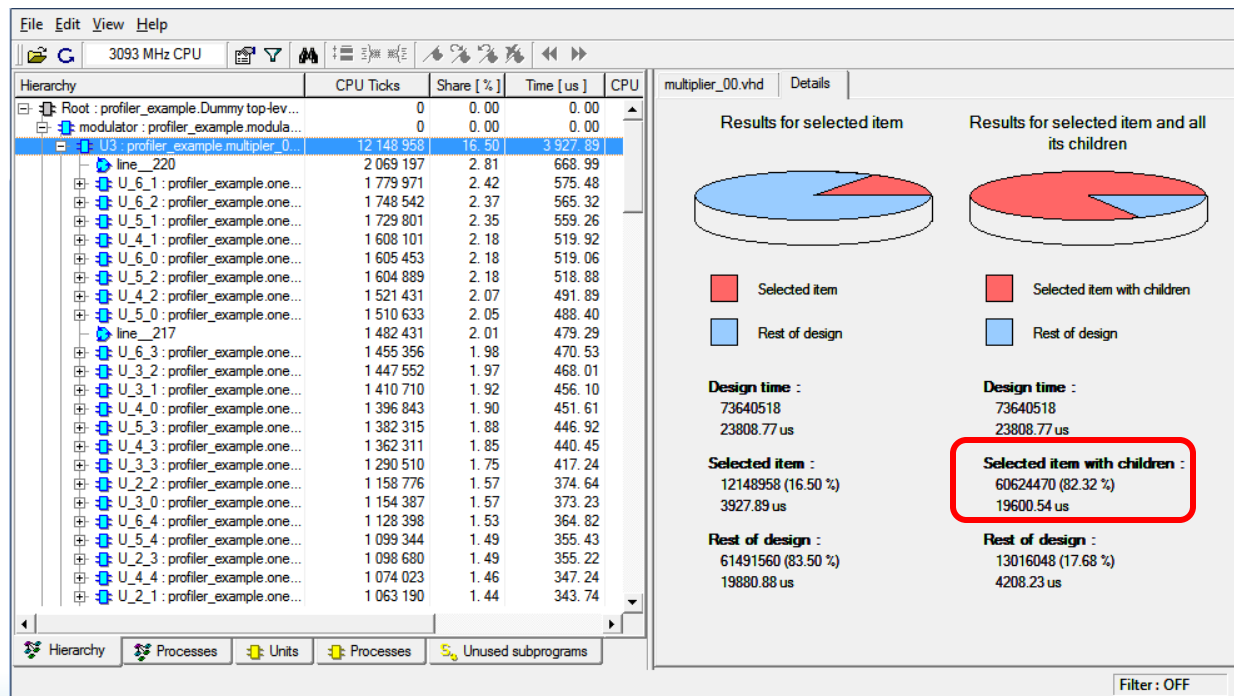 File Edit View Help
3093 MHz CPU
Hierarchy CPU Ticks Share [ % ] Time [ us ] CPU
Root : profiler_example.Dummy top-lev... 0 0. 00 0. 00
modulator : profiler_example.modula... 0 0. 00 0. 00
U3 : profiler_example.multipler_0... 12 148 958 16. 50 3 927. 89
line__220 2 069 197 2. 81 668. 99
U_6_1 : profiler_example.one... 1 779 971 2. 42 575. 48
U_6_2 : profiler_example.one... 1 748 542 2. 37 565. 32
U_5_1 : profiler_example.one... 1 729 801 2. 35 559. 26
U_4_1 : profiler_example.one... 1 608 101 2. 18 519. 92
U_6_0 : profiler_example.one... 1 605 453 2. 18 519. 06
U_5_2 : profiler_example.one... 1 604 889 2. 18 518. 88
U_4_2 : profiler_example.one... 1 521 431 2. 07 491. 89
U_5_0 : profiler_example.one... 1 510 633 2. 05 488. 40
line__217 1 482 431 2. 01 479. 29
U_6_3 : profiler_example.one... 1 455 356 1. 98 470. 53
U_3_2 : profiler_example.one... 1 447 552 1. 97 468. 01
U_3_1 : profiler_example.one... 1 410 710 1. 92 456. 10
U_4_0 : profiler_example.one... 1 396 843 1. 90 451. 61
U_5_3 : profiler_example.one... 1 382 315 1. 88 446. 92
U_4_3 : profiler_example.one... 1 362 311 1. 85 440. 45
U_3_3 : profiler_example.one... 1 290 510 1. 75 417. 24
U_2_2 : profiler_example.one... 1 158 776 1. 57 374. 64
U_3_0 : profiler_example.one... 1 154 387 1. 57 373. 23
U_6_4 : profiler_example.one... 1 128 398 1. 53 364. 82
U_5_4 : profiler_example.one... 1 099 344 1. 49 355. 43
U_2_3 : profiler_example.one... 1 098 680 1. 49 355. 22
U_4_4 : profiler_example.one... 1 074 023 1. 46 347. 24
U_2_1 : profiler_example.one... 1 063 190 1. 44 343. 74
Hierarchy Processes Units Processes Unused subprograms
multiplier_00.vhd Details
Results for selected item
Selected item
Rest of design
Design time :
73640518
23808.77 us
Selected item :
12148958 (16.50 %)
3927.89 us
Rest of design :
61491560 (83.50 %)
19880.88 us
Results for selected item and all
its children
Selected item with children
Rest of design
Design time :
73640518
23808.77 us
Selected item with children :
60624470 (82.32 %)
19600.54 us
Rest of design :
13016048 (17.68 %)
4208.23 us
Filter : OFF